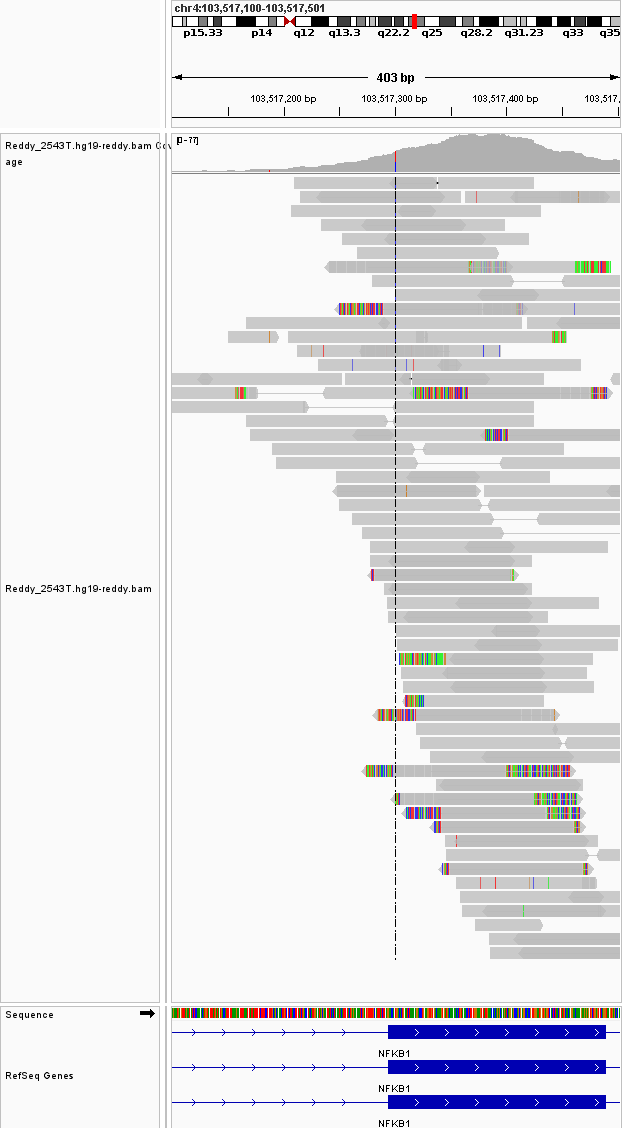 chr4:103,517,100-103,517,501
p15.33 p14 q12 q13.3 q22.2 q25 q28.2 q31.23 q33 q35
403 bp
103,517,200 bp 103,517,300 bp 103,517,400 bp 103,517,
Reddy_2543T.hg19-reddy.bam Cov
age
[0-77]
Reddy_2543T.hg19-reddy.bam
Sequence
NFKB1
RefSeq Genes
NFKB1
NFKB1